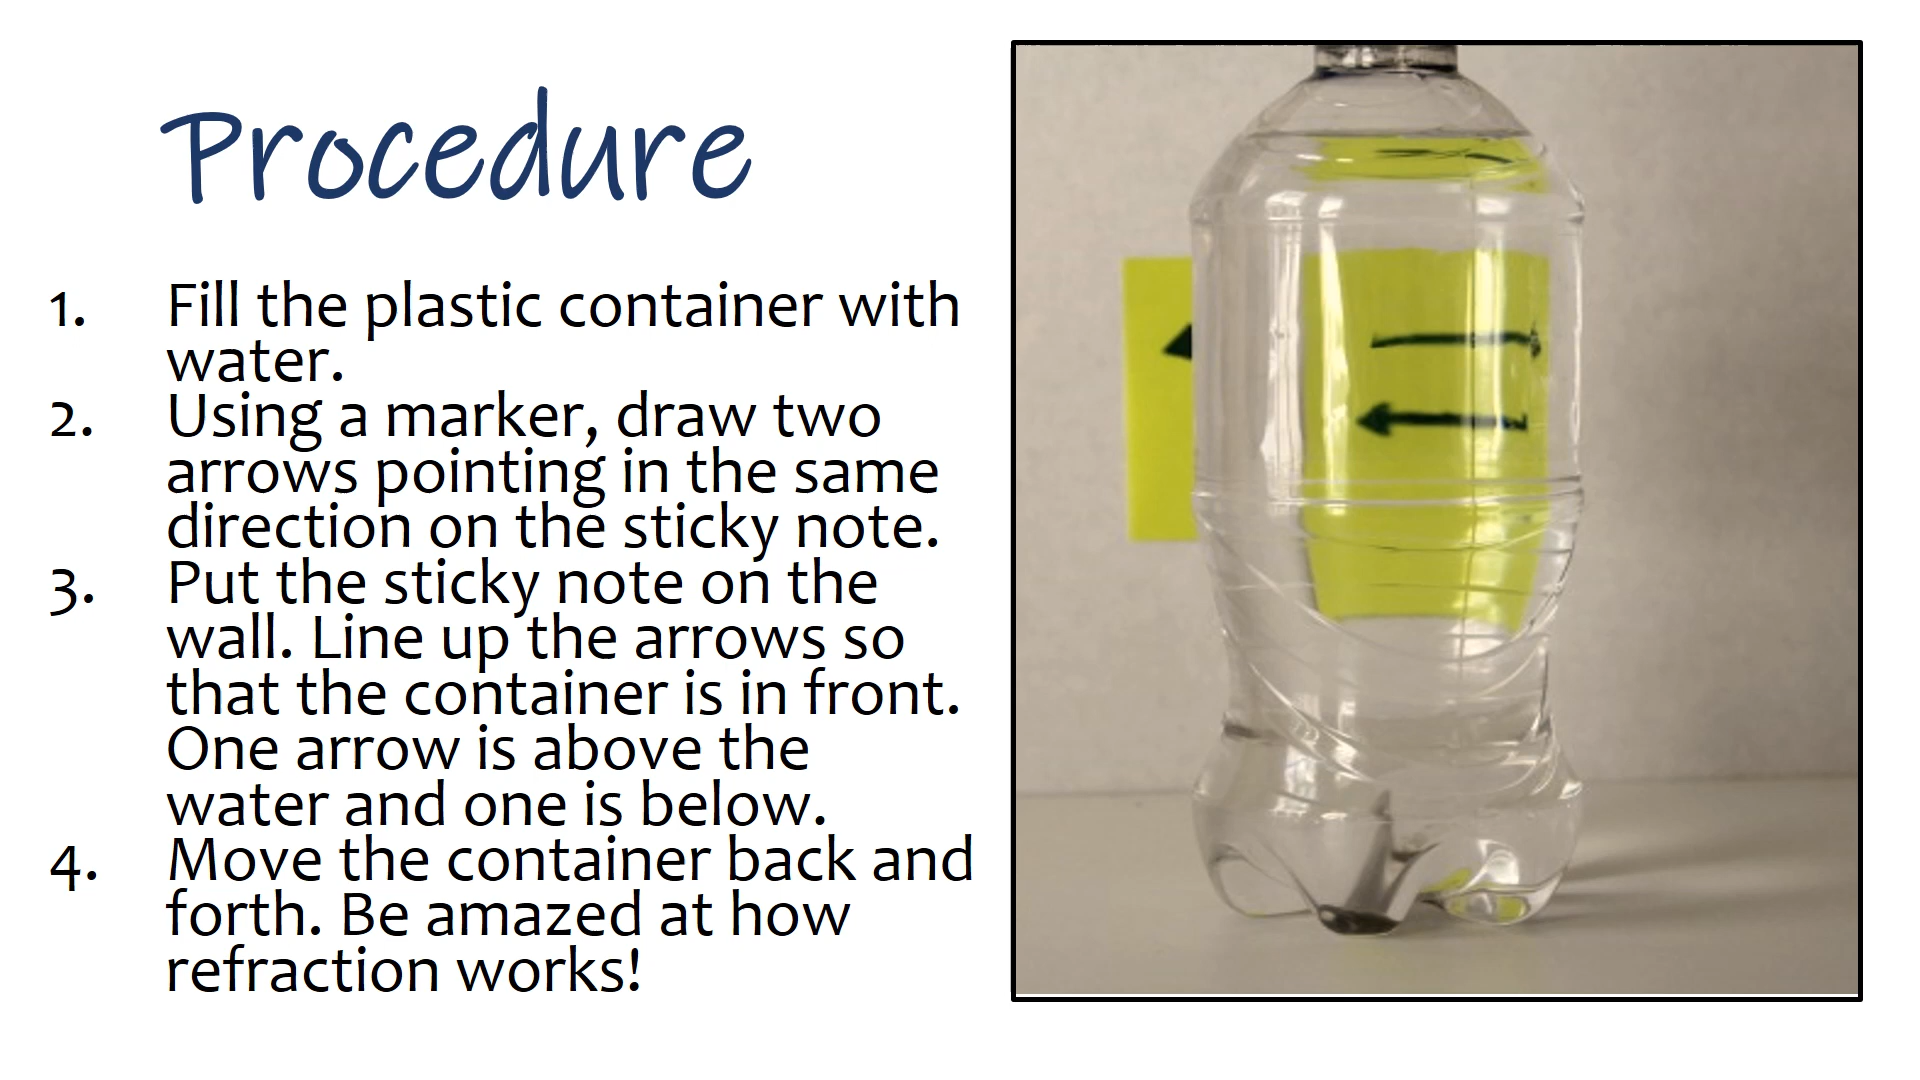 Procedure
1. Fill the plastic container with
water.
2. Using a marker, draw two
arrows pointing in the same
direction on the sticky note.
3. Put the sticky note on the
wall. Line up the arrows so
that the container is in front.
One arrow is above the
water and one is below.
4. Move the container back and
forth. Be amazed at how
refraction works!